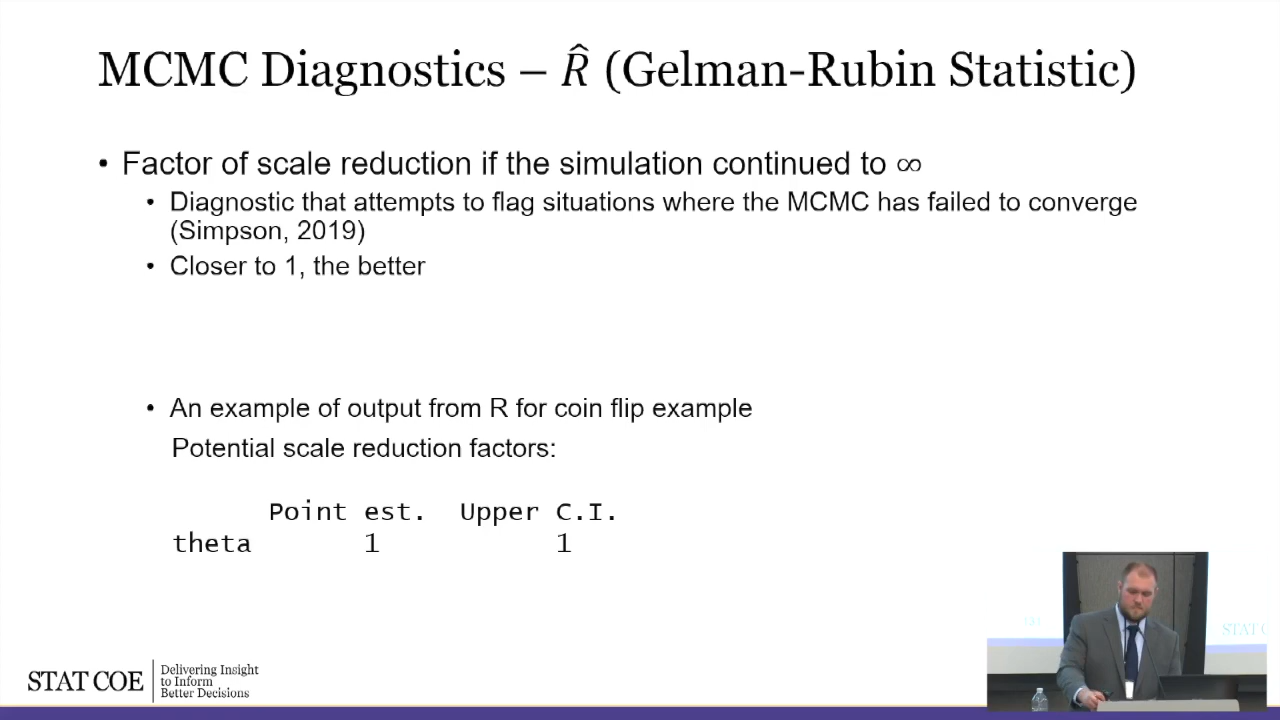 MCMC Diagnostics – R̂ (Gelman-Rubin Statistic)
• Factor of scale reduction if the simulation continued to ∞
• Diagnostic that attempts to flag situations where the MCMC has failed to converge
(Simpson, 2019)
• Closer to 1, the better
• An example of output from R for coin flip example
Potential scale reduction factors:
Point est. Upper C.I.
theta 1 1
STAT COE
Delivering Insight
to Inform
Better Decisions
STAT C